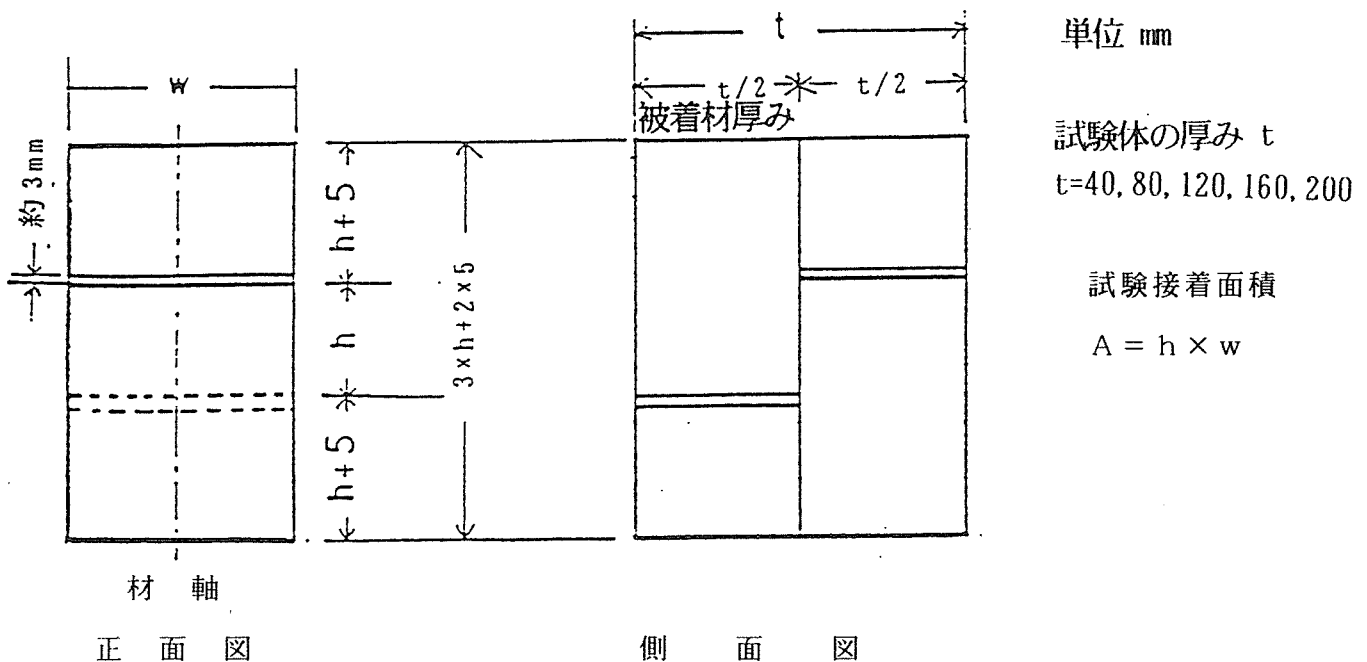 w
約3mm
h+5
h
h+5
3×h+2×5
材 軸
正 面 図
t
t/2
t/2
被着材厚み
側 面 図
単位 mm
試験体の厚み t
t=40, 80, 120, 160, 200
試験接着面積
A = h × w